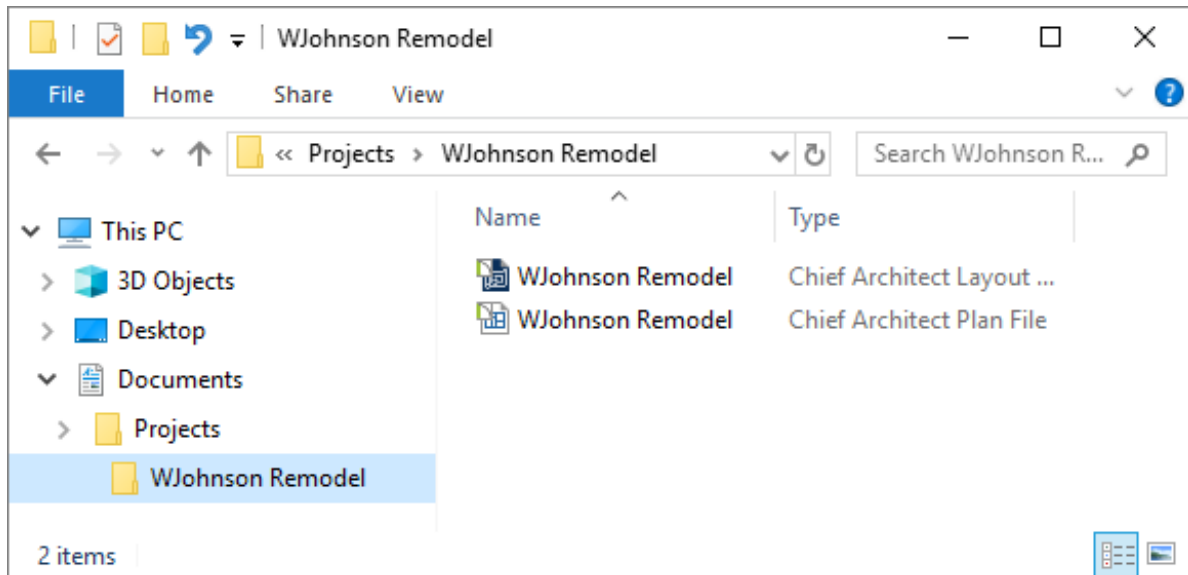 WJohnson Remodel
File Home Share View
« Projects > WJohnson Remodel
Search WJohnson R...
Name Type
This PC
3D Objects
Desktop
Documents
Projects
WJohnson Remodel
WJohnson Remodel Chief Architect Layout ...
WJohnson Remodel Chief Architect Plan File
2 items